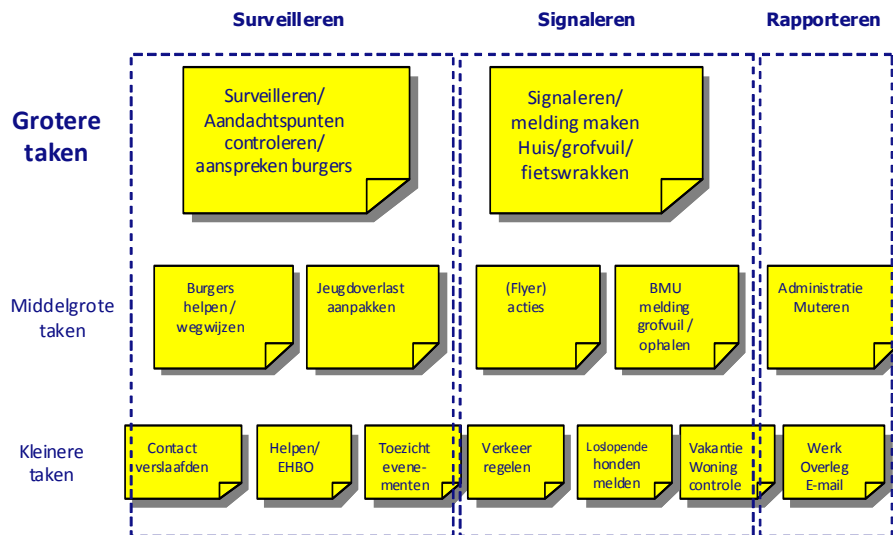 Surveilleren
Signaleren
Rapporteren
Grotere
taken
Surveilleren/
Aandachtspunten
controleren/
aanspreken burgers
Signaleren/
melding maken
Huis/grofvuil/
fietswrakken
Middelgrote
taken
Burgers
helpen/
wegwijzen
Jeugdoverlast
aanpakken
(Flyer)
acties
BMU
melding
grofvuil/
ophalen
Administratie
Muteren
Kleinere
taken
Contact
verslaafden
Helpen/
EHBO
Toezicht
evene-
menten
Verkeer
regelen
Loslopende
honden
melden
Vakantie
Woning
controle
Werk
Overleg
E-mail